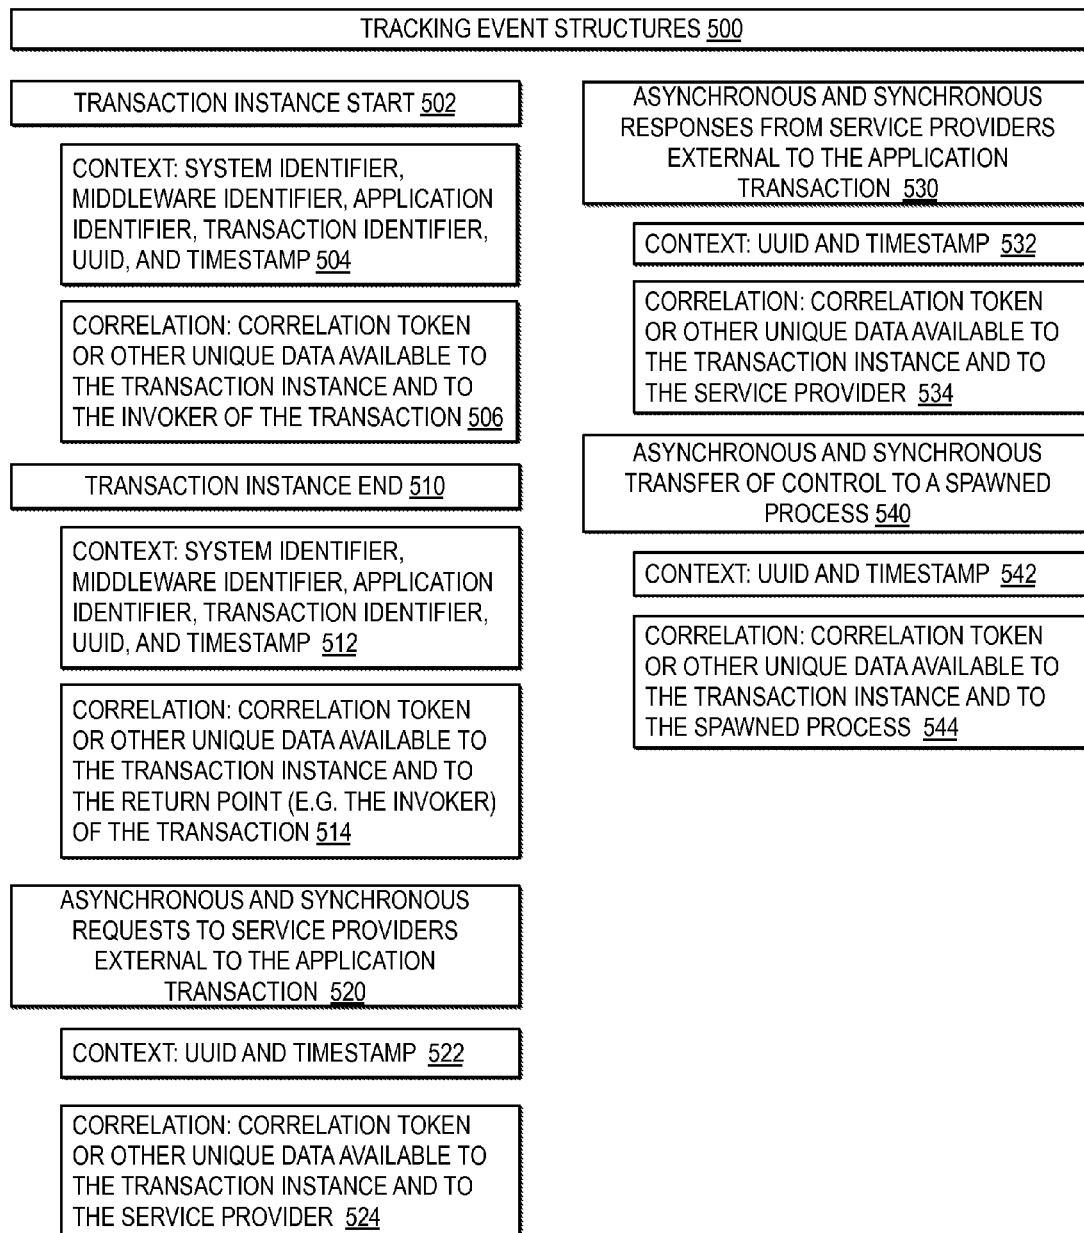 TRACKING EVENT STRUCTURES 500
TRANSACTION INSTANCE START 502
CONTEXT: SYSTEM IDENTIFIER,
MIDDLEWARE IDENTIFIER, APPLICATION
IDENTIFIER, TRANSACTION IDENTIFIER,
UUID, AND TIMESTAMP 504
CORRELATION: CORRELATION TOKEN
OR OTHER UNIQUE DATA AVAILABLE TO
THE TRANSACTION INSTANCE AND TO
THE INVOKER OF THE TRANSACTION 506
TRANSACTION INSTANCE END 510
CONTEXT: SYSTEM IDENTIFIER,
MIDDLEWARE IDENTIFIER, APPLICATION
IDENTIFIER, TRANSACTION IDENTIFIER,
UUID, AND TIMESTAMP 512
CORRELATION: CORRELATION TOKEN
OR OTHER UNIQUE DATA AVAILABLE TO
THE TRANSACTION INSTANCE AND TO
THE RETURN POINT (E.G. THE INVOKER)
OF THE TRANSACTION 514
ASYNCHRONOUS AND SYNCHRONOUS
REQUESTS TO SERVICE PROVIDERS
EXTERNAL TO THE APPLICATION
TRANSACTION 520
CONTEXT: UUID AND TIMESTAMP 522
CORRELATION: CORRELATION TOKEN
OR OTHER UNIQUE DATA AVAILABLE TO
THE TRANSACTION INSTANCE AND TO
THE SERVICE PROVIDER 524
ASYNCHRONOUS AND SYNCHRONOUS
RESPONSES FROM SERVICE PROVIDERS
EXTERNAL TO THE APPLICATION
TRANSACTION 530
CONTEXT: UUID AND TIMESTAMP 532
CORRELATION: CORRELATION TOKEN
OR OTHER UNIQUE DATA AVAILABLE TO
THE TRANSACTION INSTANCE AND TO
THE SERVICE PROVIDER 534
ASYNCHRONOUS AND SYNCHRONOUS
TRANSFER OF CONTROL TO A SPAWNED
PROCESS 540
CONTEXT: UUID AND TIMESTAMP 542
CORRELATION: CORRELATION TOKEN
OR OTHER UNIQUE DATA AVAILABLE TO
THE TRANSACTION INSTANCE AND TO
THE SPAWNED PROCESS 544